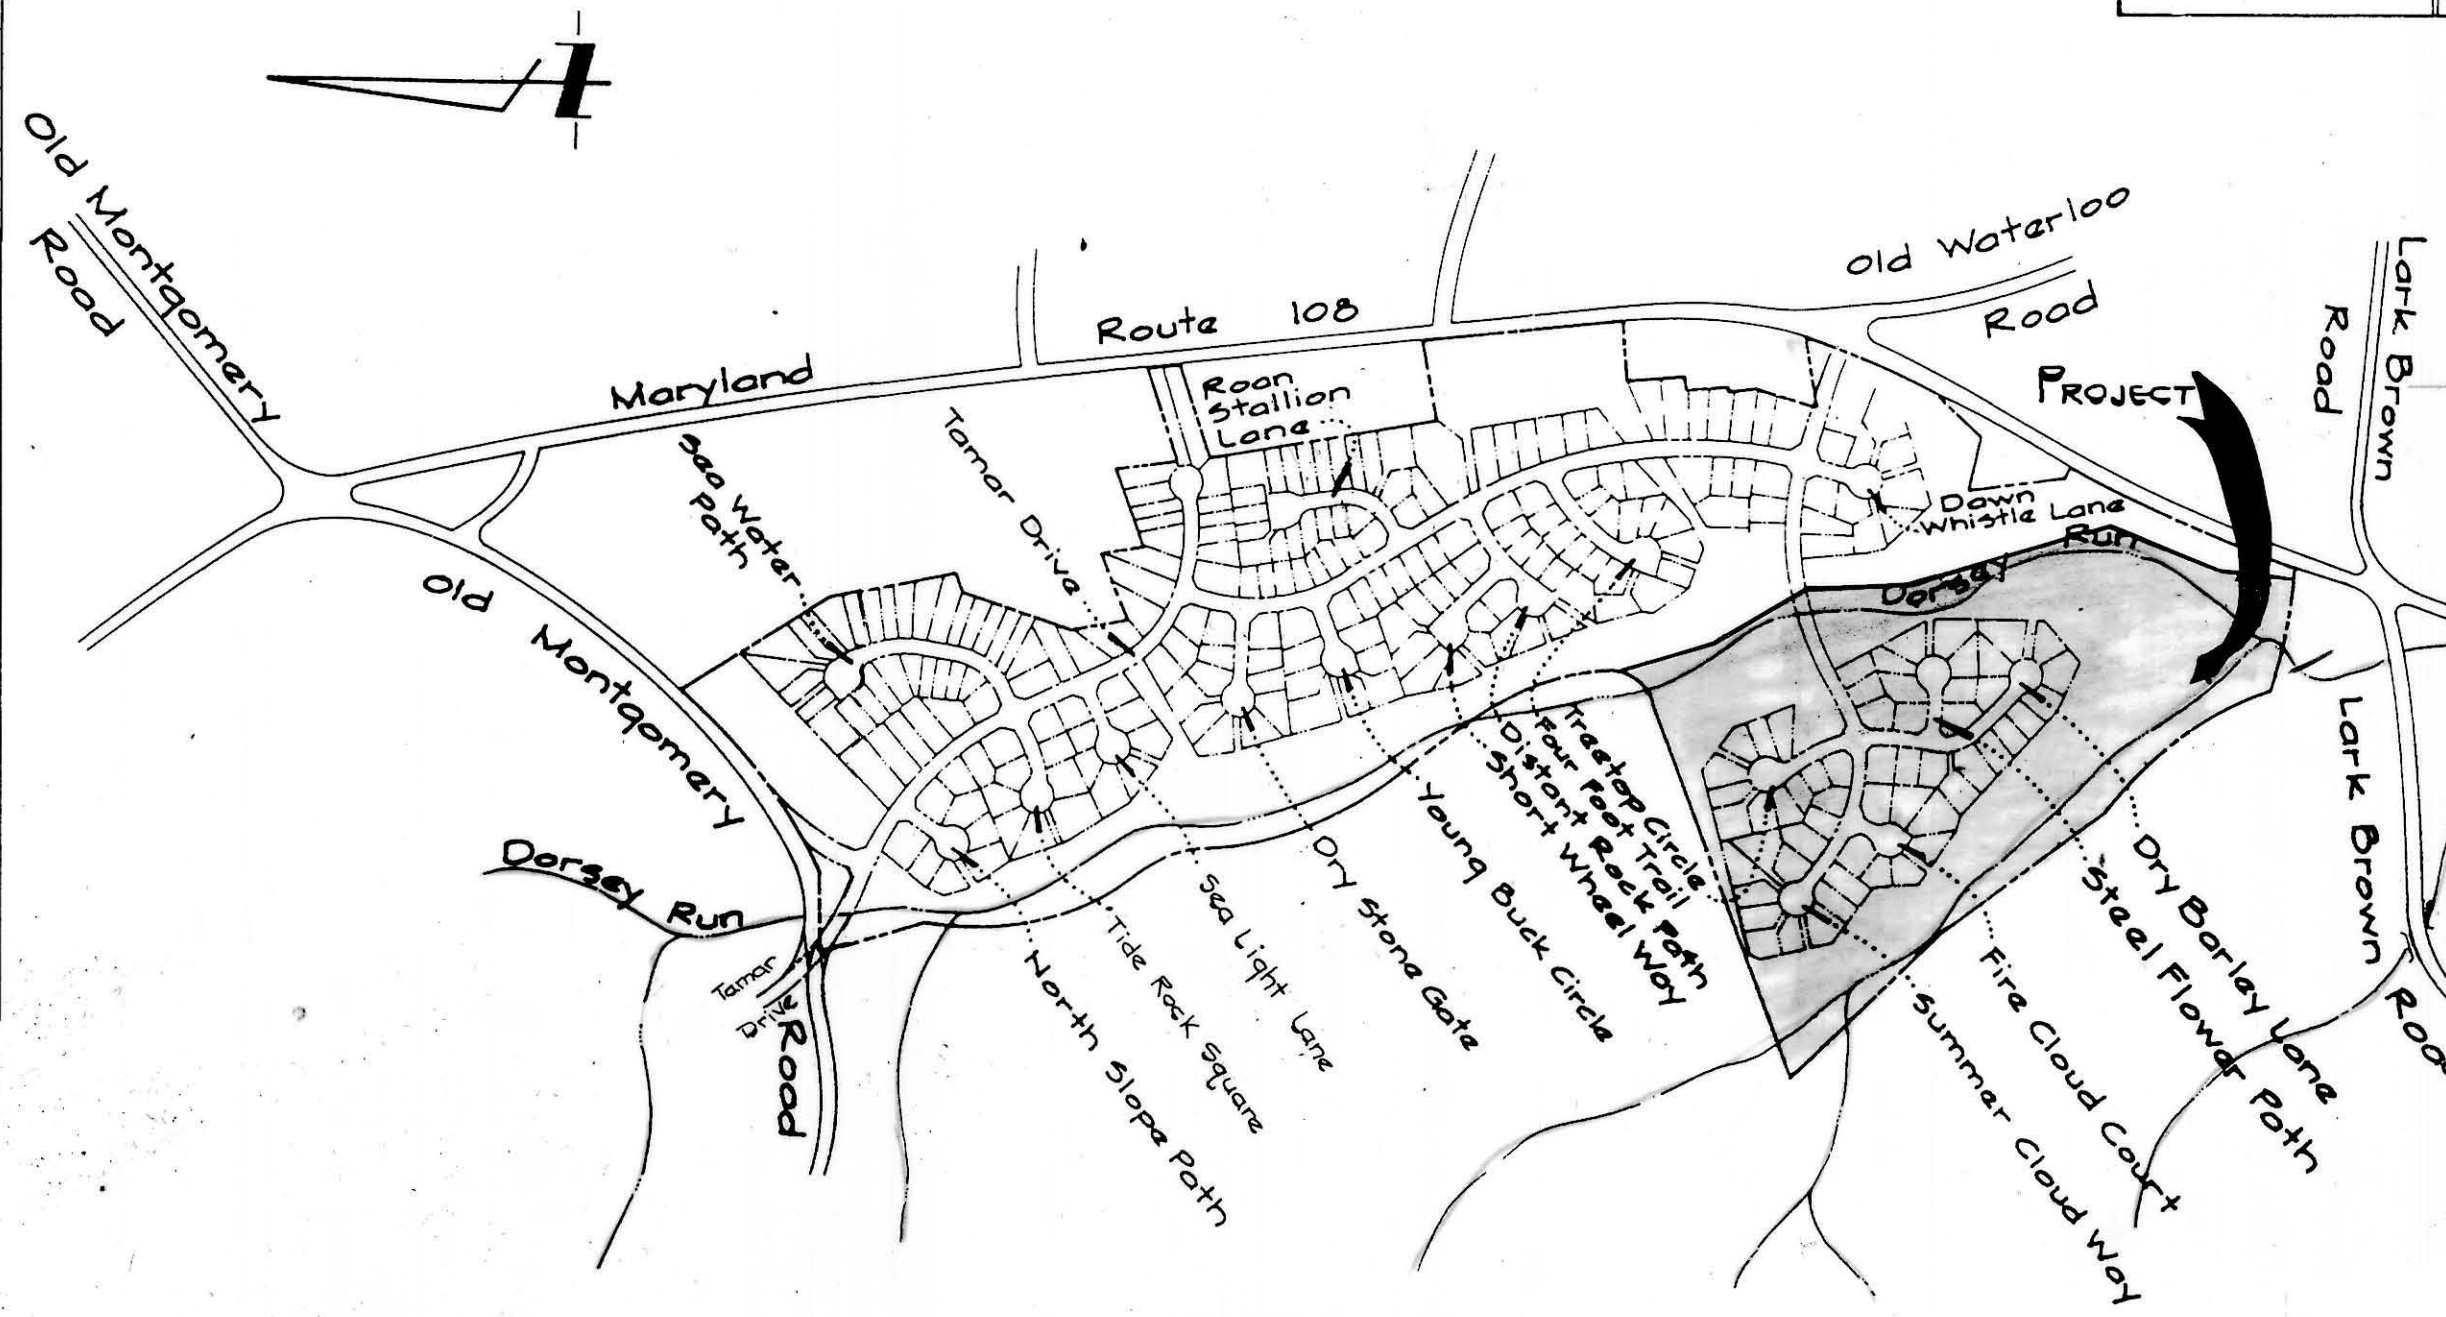 Old Montgomery
Road
Maryland
Route 108
Old Waterloo
Road
Lark Brown
Road
PROJECT
Roan
Stallion
Lane
Tamar Drive
Sea Water
Path
Dawn
Whistle Lane
Dorsey Run
Old Montgomery
Road
Dorsey Run
Tamar
Drive
Treetop Circle
Four Foot Trail
Distant Rock Path
Short Wheel Way
Young Buck Circle
Dry Stone Gate
Sea Light Lane
Tide Rock Square
North Slope Path
Dry Barley Lane
Steel Flower Path
Fire Cloud Court
Summer Cloud Way
Lark Brown